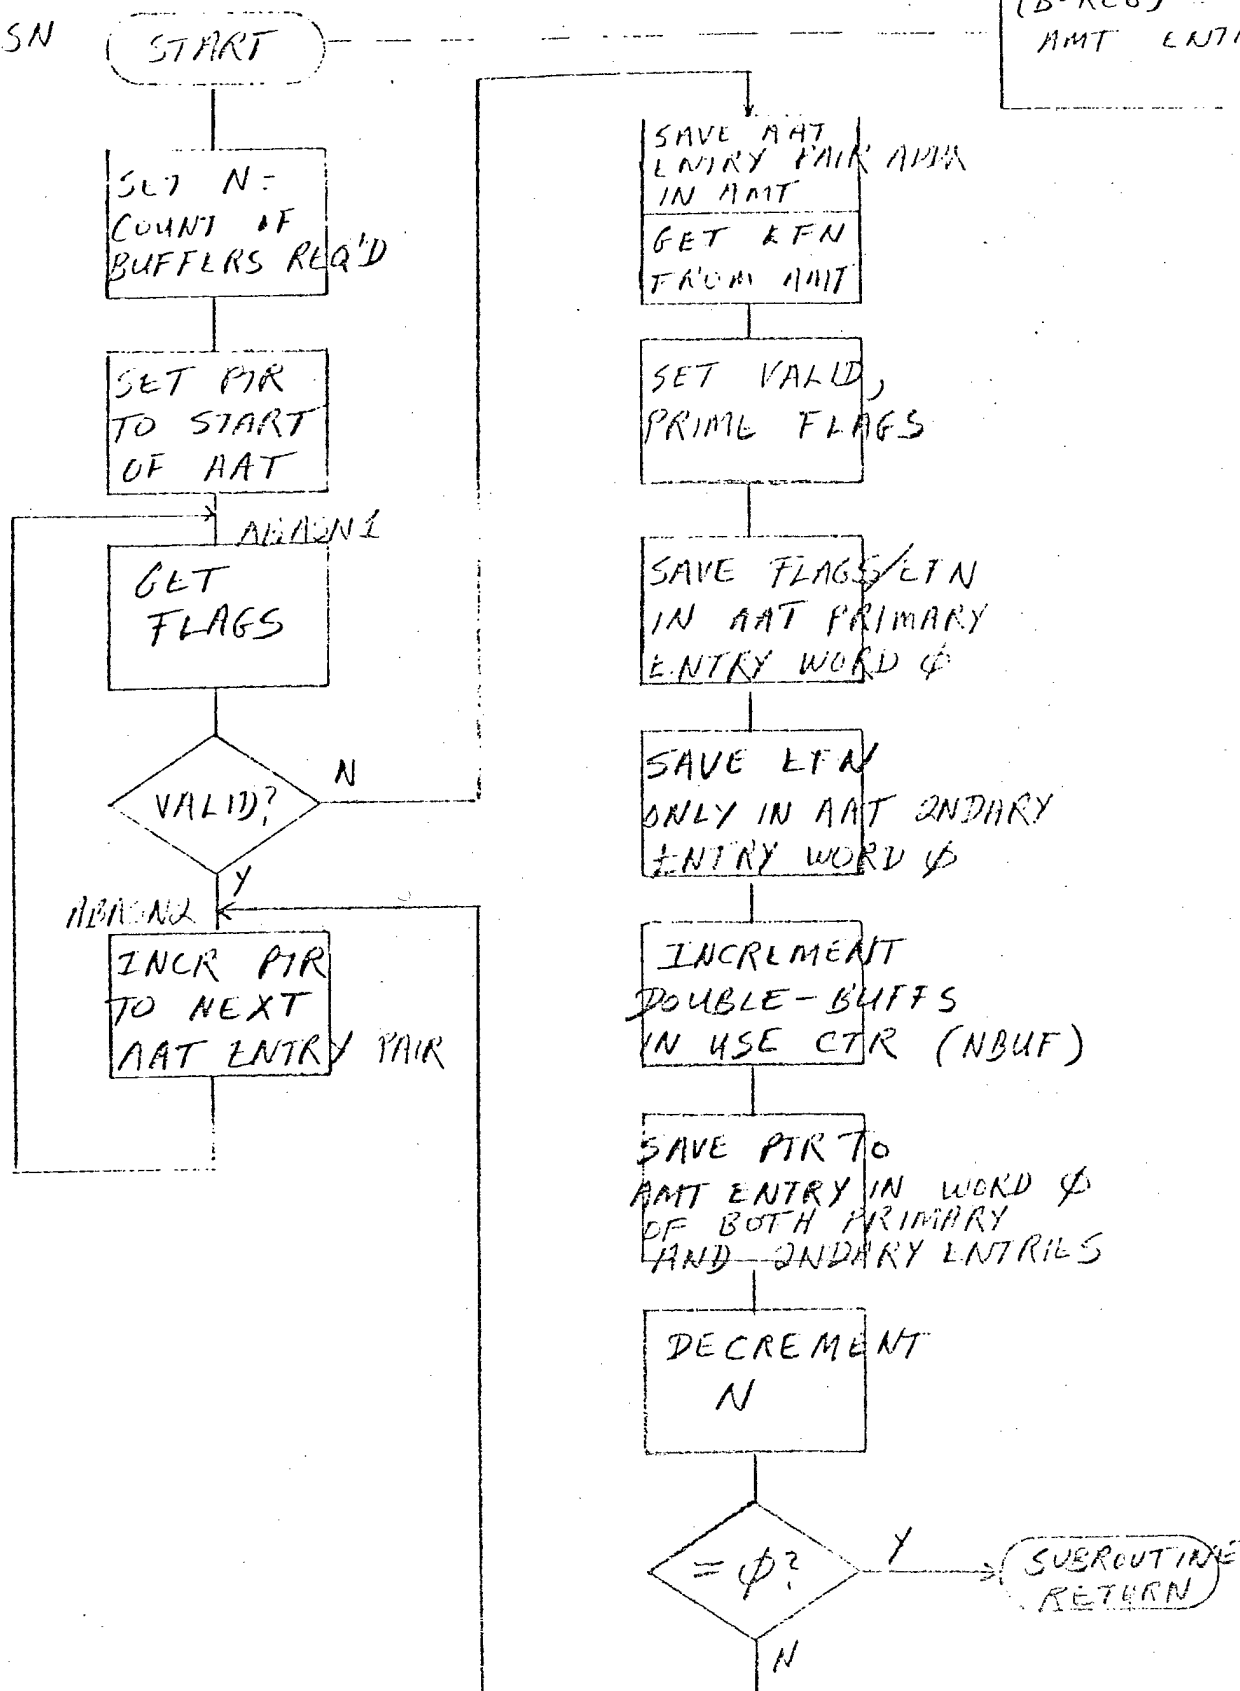 SN
START
(B-REG)
AMT ENT
SET N =
COUNT OF
BUFFERS REQ'D
SET PTR
TO START
OF AAT
ABASN1
GET
FLAGS
VALID?
N
Y
ABASN2
INCR PTR
TO NEXT
AAT ENTRY PAIR
SAVE AAT
ENTRY PAIR ADDR
IN AMT
GET LFN
FROM AMT
SET VALID,
PRIME FLAGS
SAVE FLAGS/LFN
IN AAT PRIMARY
ENTRY WORD Ø
SAVE LFN
ONLY IN AAT 2NDARY
ENTRY WORD Ø
INCREMENT
DOUBLE-BUFFS
IN USE CTR (NBUF)
SAVE PTR TO
AMT ENTRY IN WORD Ø
OF BOTH PRIMARY
AND 2NDARY ENTRIES
DECREMENT
N
= Ø?
Y
SUBROUTINE
RETURN
N